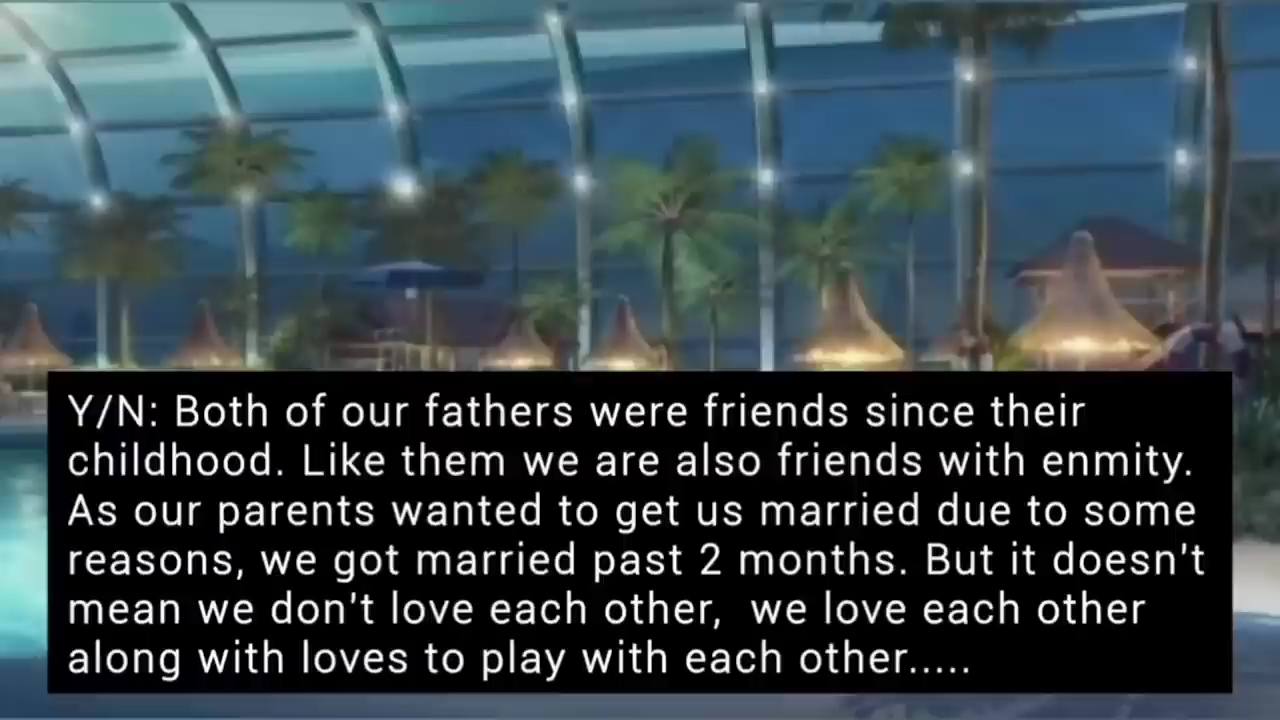 Y/N: Both of our fathers were friends since their
childhood. Like them we are also friends with enmity.
As our parents wanted to get us married due to some
reasons, we got married past 2 months. But it doesn't
mean we don't love each other,  we love each other
along with loves to play with each other.....